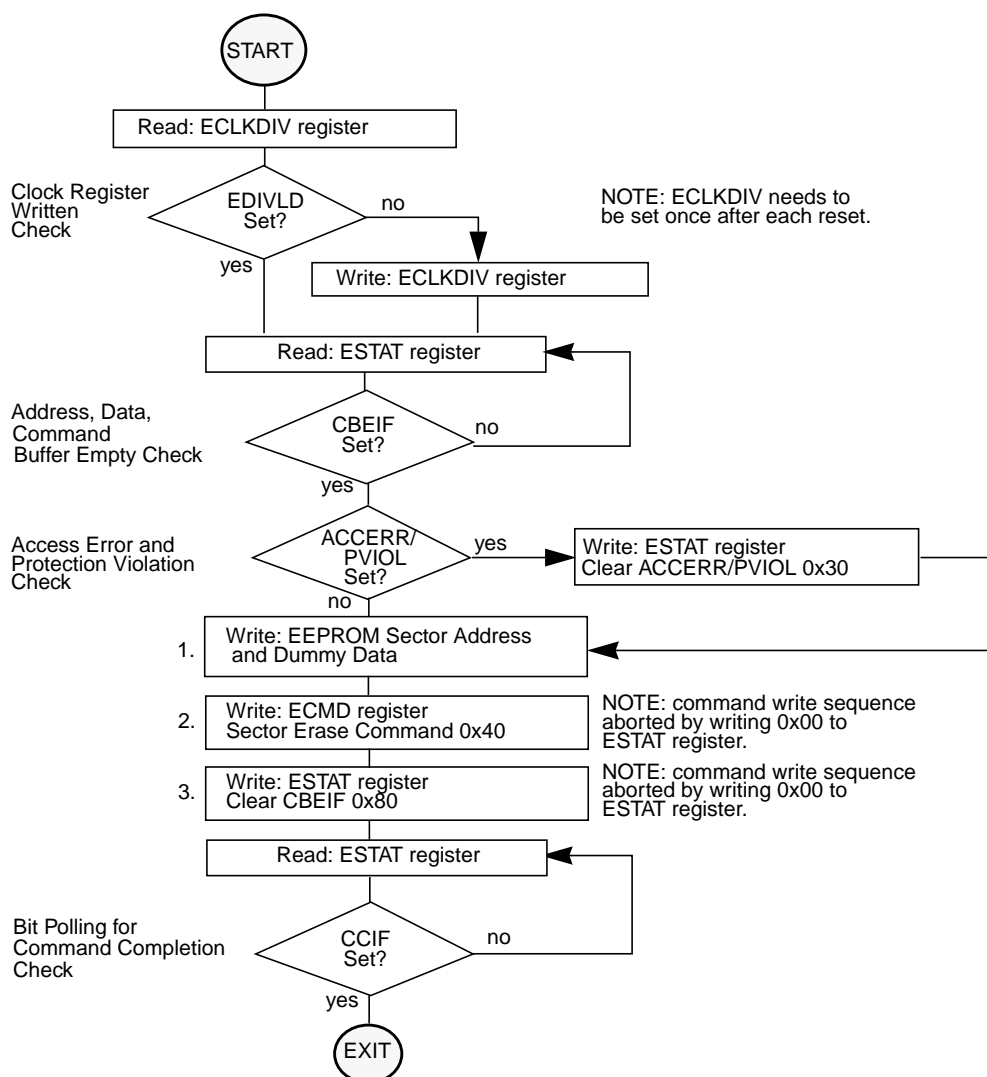 START
Read: ECLKDIV register
Clock Register
Written
Check
EDIVLD
Set?
no
yes
NOTE: ECLKDIV needs to
be set once after each reset.
Write: ECLKDIV register
Read: ESTAT register
Address, Data,
Command
Buffer Empty Check
CBEIF
Set?
no
yes
Access Error and
Protection Violation
Check
ACCERR/
PVIOL
Set?
yes
no
Write: ESTAT register
Clear ACCERR/PVIOL 0x30
1.
Write: EEPROM Sector Address
and Dummy Data
2.
Write: ECMD register
Sector Erase Command 0x40
NOTE: command write sequence
aborted by writing 0x00 to
ESTAT register.
3.
Write: ESTAT register
Clear CBEIF 0x80
NOTE: command write sequence
aborted by writing 0x00 to
ESTAT register.
Read: ESTAT register
Bit Polling for
Command Completion
Check
CCIF
Set?
no
yes
EXIT